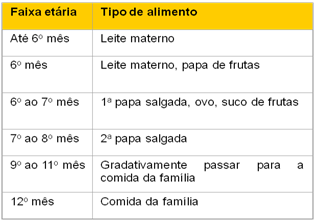 Faixa etária Tipo de alimento
Até 6º mês Leite materno
6º mês Leite materno, papa de frutas
6º ao 7º mês 1ª papa salgada, ovo, suco de frutas
7º ao 8º mês 2ª papa salgada
9º ao 11º mês Gradativamente passar para a
comida da família
12º mês Comida da família